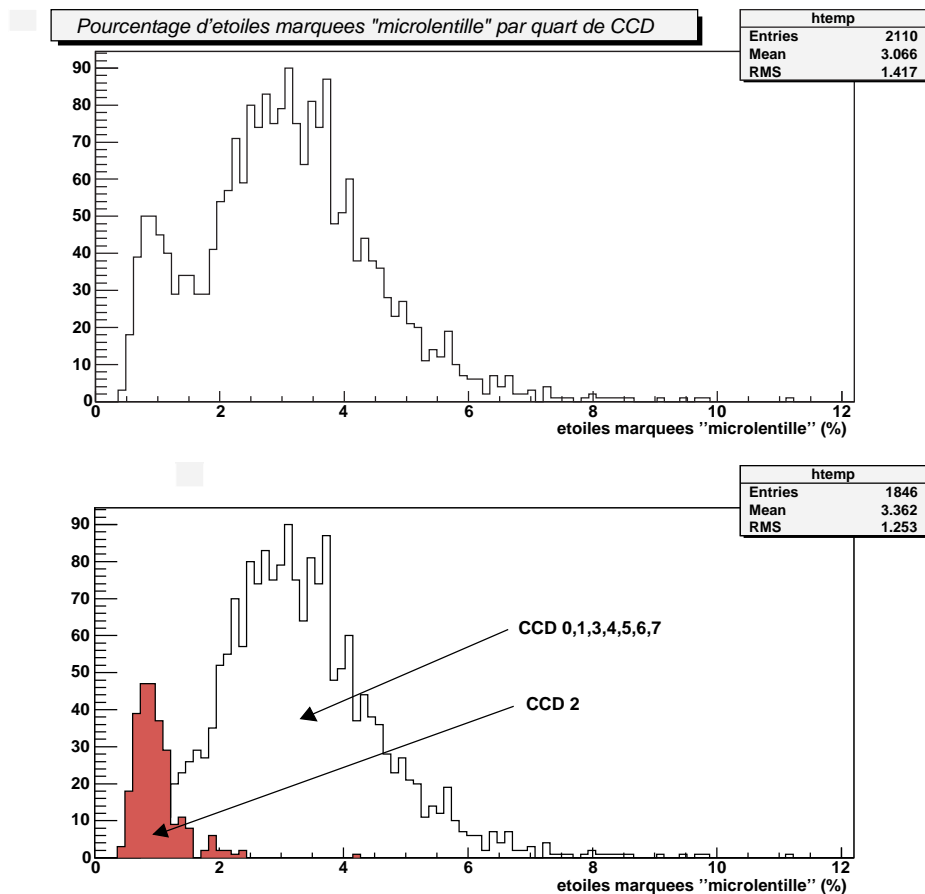 Pourcentage d'etoiles marquees "microlentille" par quart de CCD
htemp
Entries 2110
Mean 3.066
RMS 1.417
90
80
70
60
50
40
30
20
10
0
0 2 4 6 8 10 12
etoiles marquees ''microlentille'' (%)
htemp
Entries 1846
Mean 3.362
RMS 1.253
90
80
70
60
50
40
30
20
10
0
CCD 0,1,3,4,5,6,7
CCD 2
0 2 4 6 8 10 12
etoiles marquees ''microlentille'' (%)